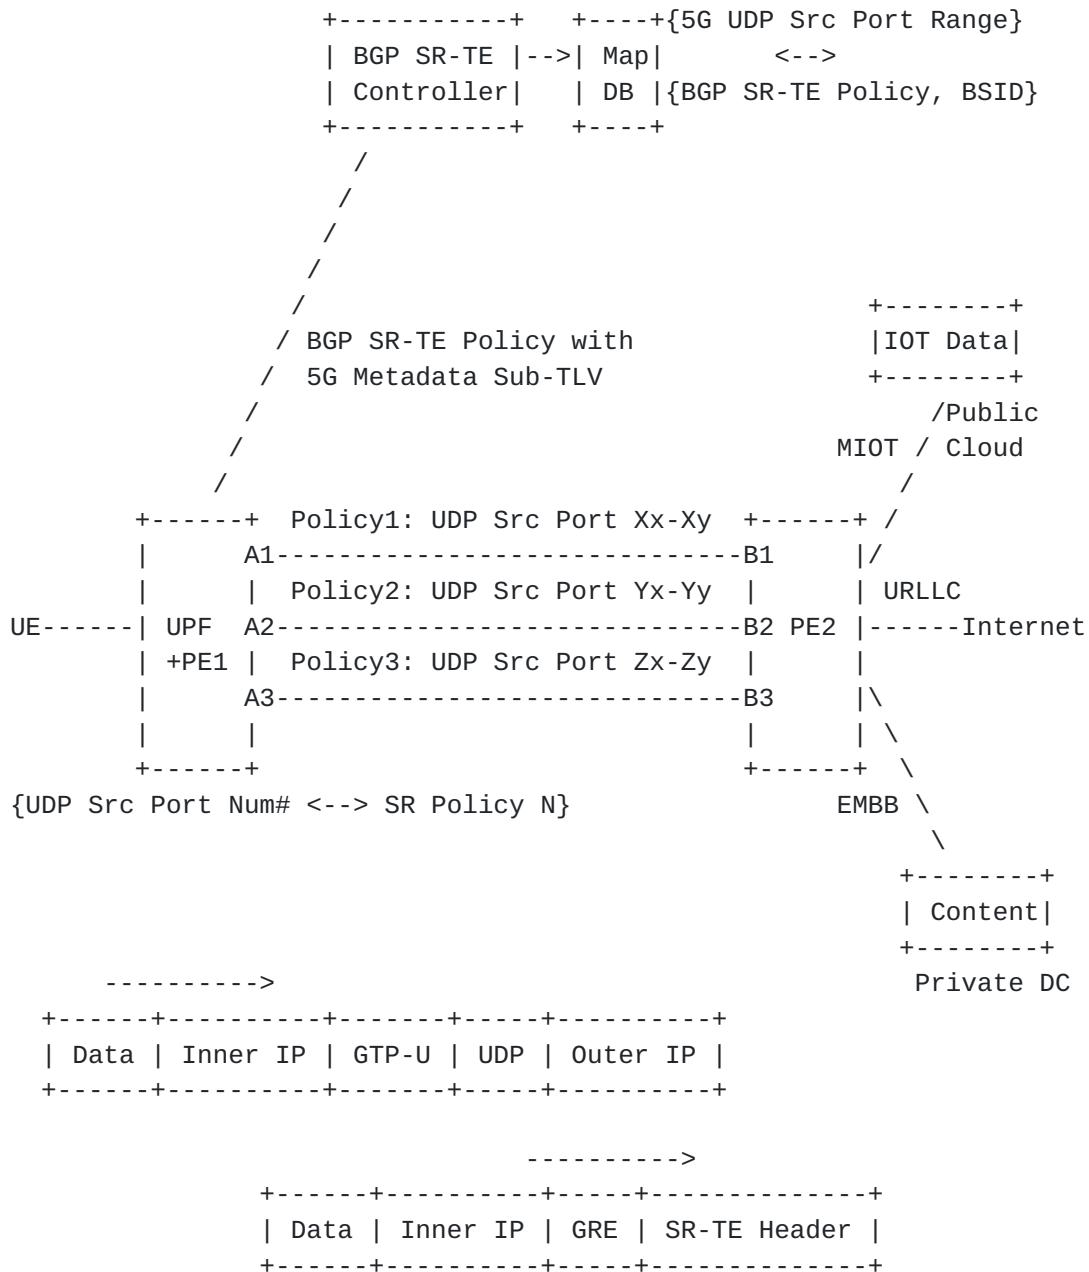 +-----------+   +----+{5G UDP Src Port Range}
| BGP SR-TE |-->| Map|       <-->
| Controller|   | DB |{BGP SR-TE Policy, BSID}
+-----------+   +----+
/
/
/
/
/                                    +--------+
/ BGP SR-TE Policy with               |IOT Data|
/  5G Metadata Sub-TLV                 +--------+
/                                           /Public
/                                      MIOT / Cloud
/                                           /
+------+  Policy1: UDP Src Port Xx-Xy  +------+ /
|      A1------------------------------B1     |/
|      |  Policy2: UDP Src Port Yx-Yy  |      | URLLC
UE------| UPF  A2------------------------------B2 PE2 |------Internet
| +PE1 |  Policy3: UDP Src Port Zx-Zy  |      |
|      A3------------------------------B3     |\
|      |                               |      | \
+------+                               +------+  \
{UDP Src Port Num# <--> SR Policy N}                 EMBB \
\
+--------+
| Content|
+--------+
---------->                                         Private DC
+------+----------+-------+-----+----------+
| Data | Inner IP | GTP-U | UDP | Outer IP |
+------+----------+-------+-----+----------+
---------->
+------+----------+-----+--------------+
| Data | Inner IP | GRE | SR-TE Header |
+------+----------+-----+--------------+